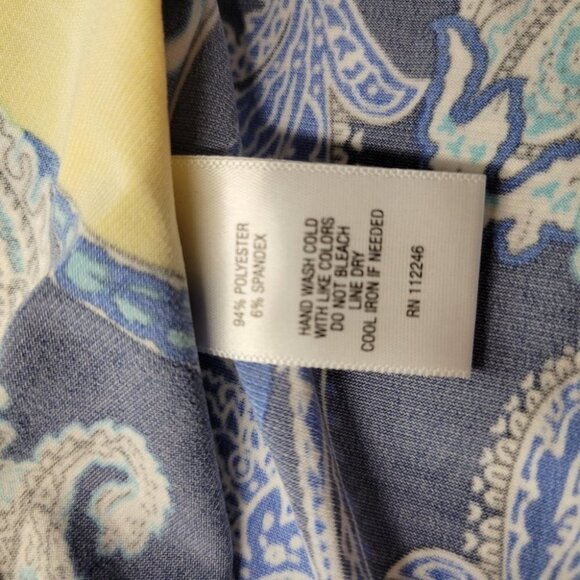 94% POLYESTER
6% SPANDEX
HAND WASH COLD
WITH LIKE COLORS
DO NOT BLEACH
LINE DRY
COOL IRON IF NEEDED
RN 112246